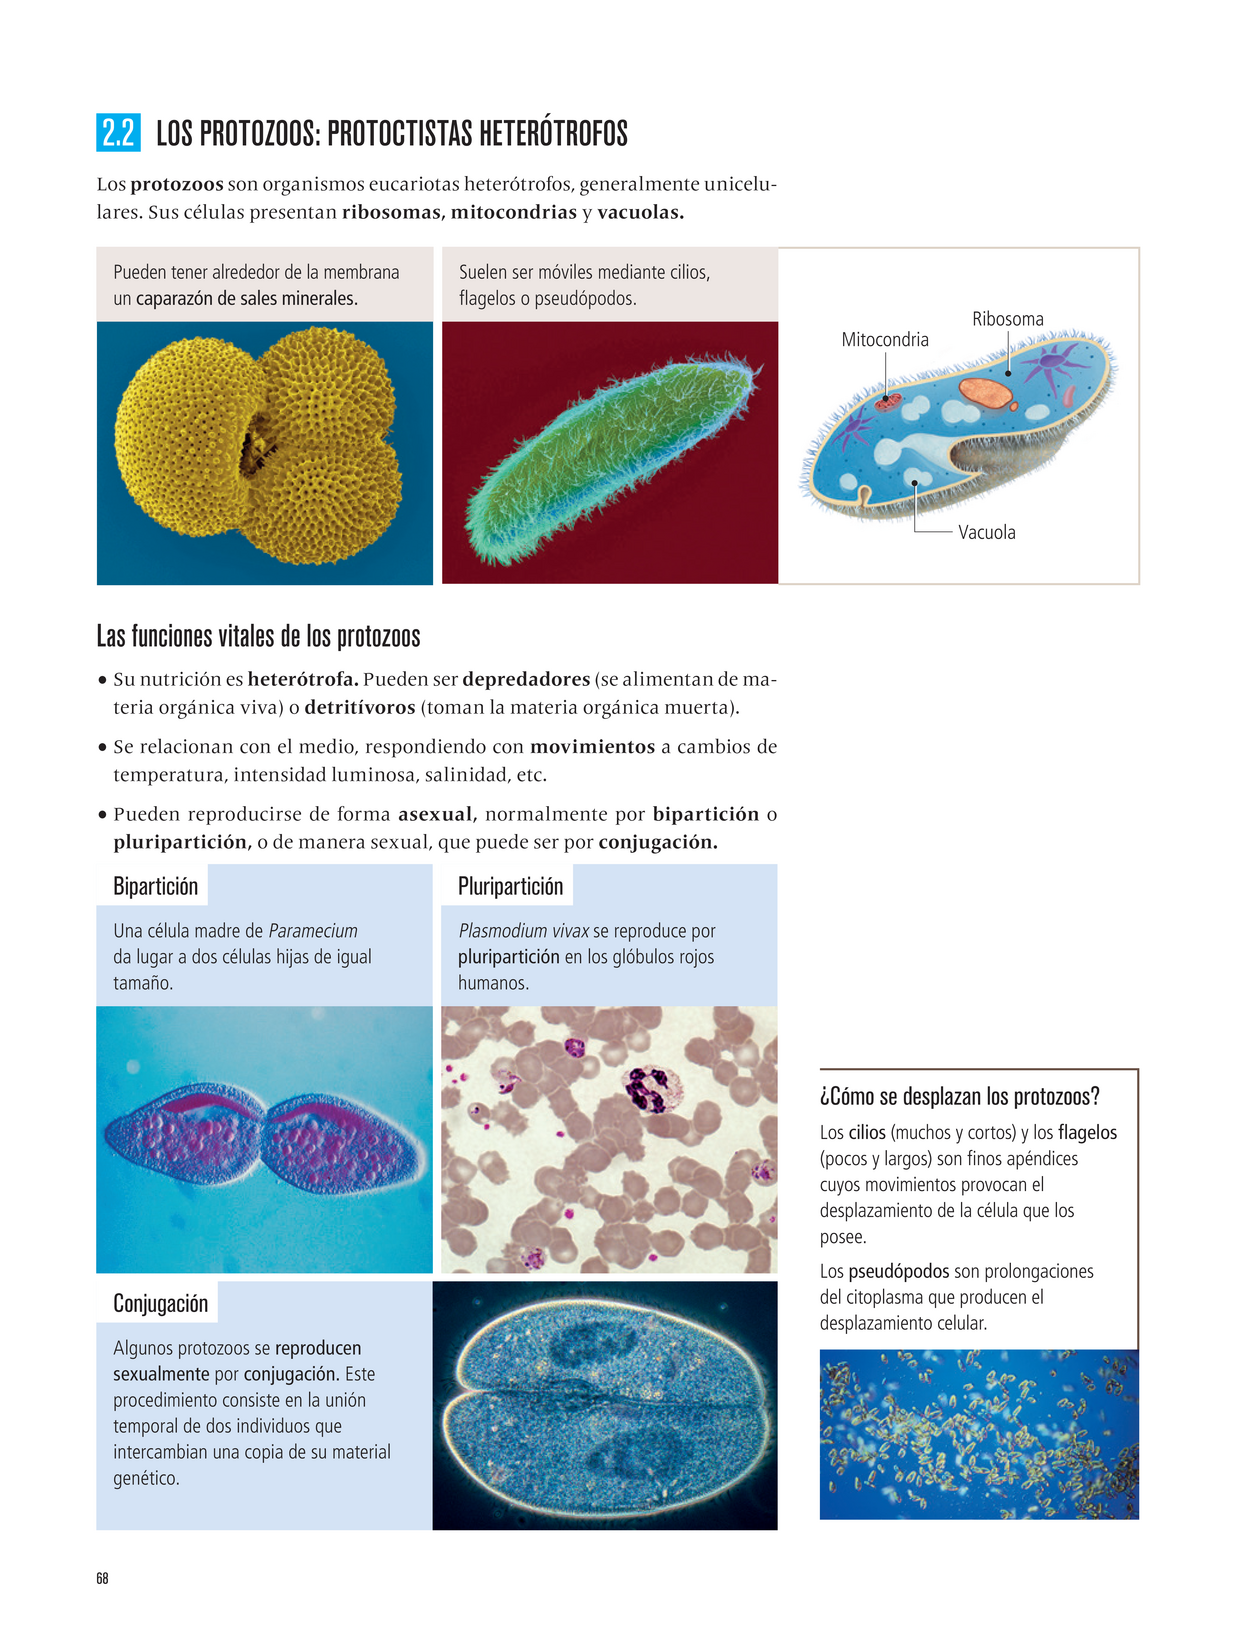 2.2 LOS PROTOZOOS: PROTOCTISTAS HETERÓTROFOS
Los protozoos son organismos eucariotas heterótrofos, generalmente unicelu-
lares. Sus células presentan ribosomas, mitocondrias y vacuolas.
Pueden tener alrededor de la membrana
un caparazón de sales minerales.
Suelen ser móviles mediante cilios,
flagelos o pseudópodos.
Ribosoma
Mitocondria
Vacuola
Las funciones vitales de los protozoos
• Su nutrición es heterótrofa. Pueden ser depredadores (se alimentan de ma-
teria orgánica viva) o detritívoros (toman la materia orgánica muerta).
• Se relacionan con el medio, respondiendo con movimientos a cambios de
temperatura, intensidad luminosa, salinidad, etc.
• Pueden reproducirse de forma asexual, normalmente por bipartición o
pluripartición, o de manera sexual, que puede ser por conjugación.
Bipartición
Una célula madre de Paramecium
da lugar a dos células hijas de igual
tamaño.
Pluripartición
Plasmodium vivax se reproduce por
pluripartición en los glóbulos rojos
humanos.
Conjugación
Algunos protozoos se reproducen
sexualmente por conjugación. Este
procedimiento consiste en la unión
temporal de dos individuos que
intercambian una copia de su material
genético.
¿Cómo se desplazan los protozoos?
Los cilios (muchos y cortos) y los flagelos
(pocos y largos) son finos apéndices
cuyos movimientos provocan el
desplazamiento de la célula que los
posee.
Los pseudópodos son prolongaciones
del citoplasma que producen el
desplazamiento celular.
68